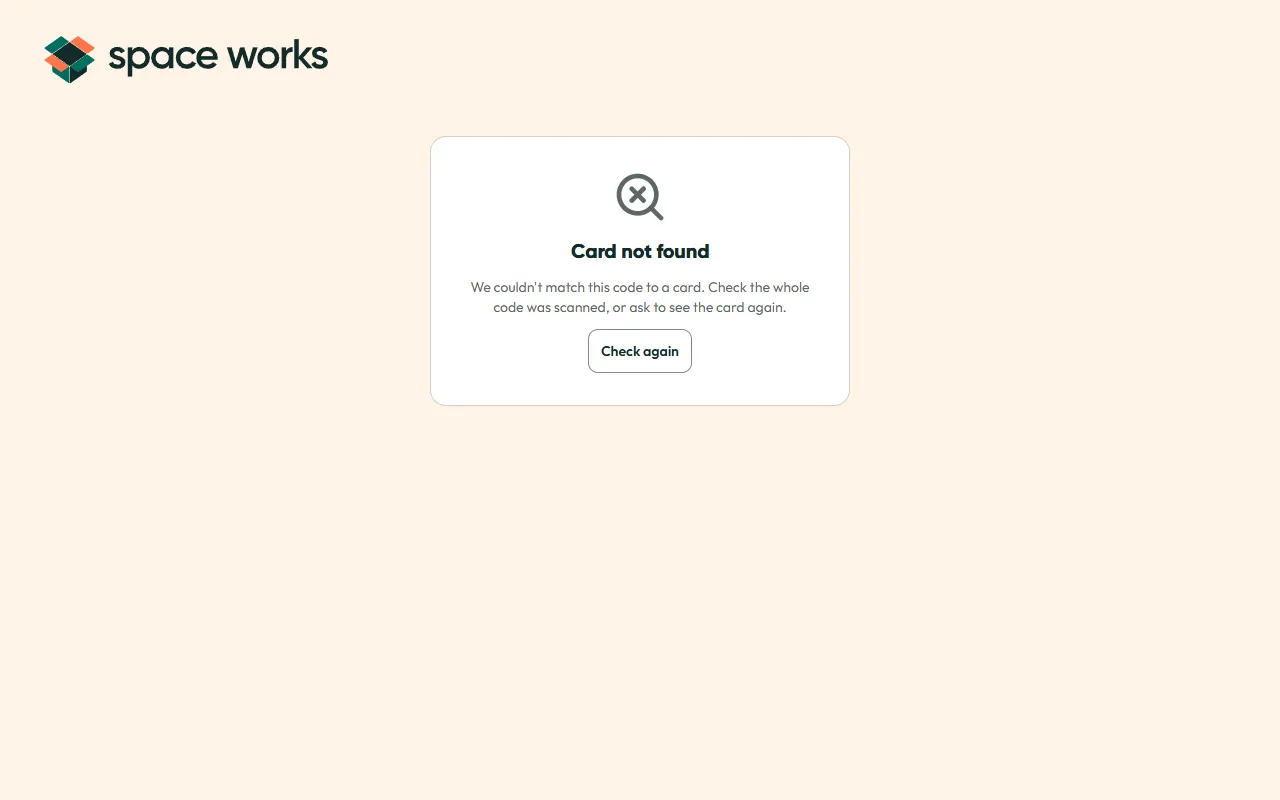 space works
Card not found
We couldn't match this code to a card. Check the whole
code was scanned, or ask to see the card again.
Check again